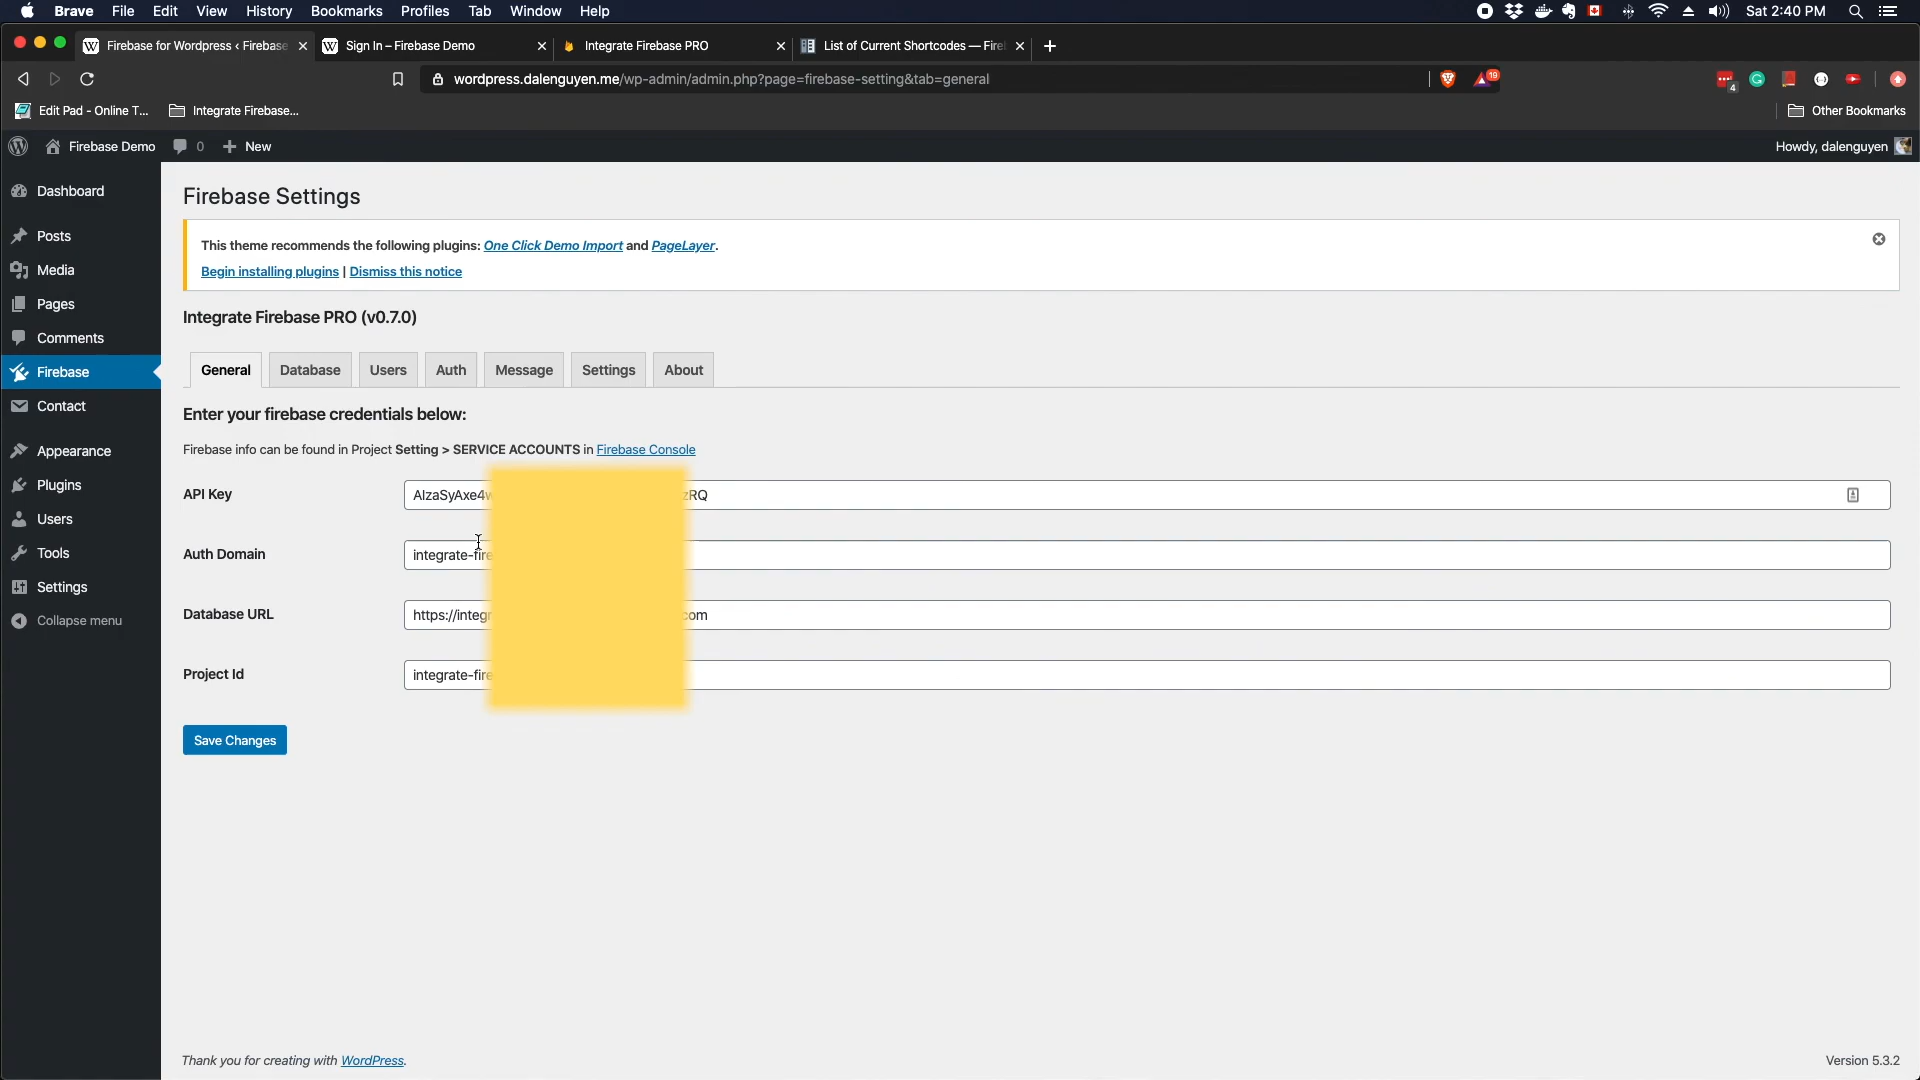 Brave File Edit View History Bookmarks Profiles Tab Window Help Sat 2:40 PM
Firebase for Wordpress ‹ Firebase Sign In – Firebase Demo Integrate Firebase PRO List of Current Shortcodes — Fire
wordpress.dalenguyen.me/wp-admin/admin.php?page=firebase-setting&tab=general 19 4
Edit Pad - Online T... Integrate Firebase... Other Bookmarks
Firebase Demo 0 New Howdy, dalenguyen
Dashboard
Posts
Media
Pages
Comments
Firebase
Contact
Appearance
Plugins
Users
Tools
Settings
Collapse menu
Firebase Settings
This theme recommends the following plugins: One Click Demo Import and PageLayer.
Begin installing plugins | Dismiss this notice
Integrate Firebase PRO (v0.7.0)
General Database Users Auth Message Settings About
Enter your firebase credentials below:
Firebase info can be found in Project Setting > SERVICE ACCOUNTS in Firebase Console
API Key AIzaSyAxe4w zRQ
Auth Domain integrate-fire
Database URL https://integr com
Project Id integrate-fire
Save Changes
Thank you for creating with WordPress. Version 5.3.2